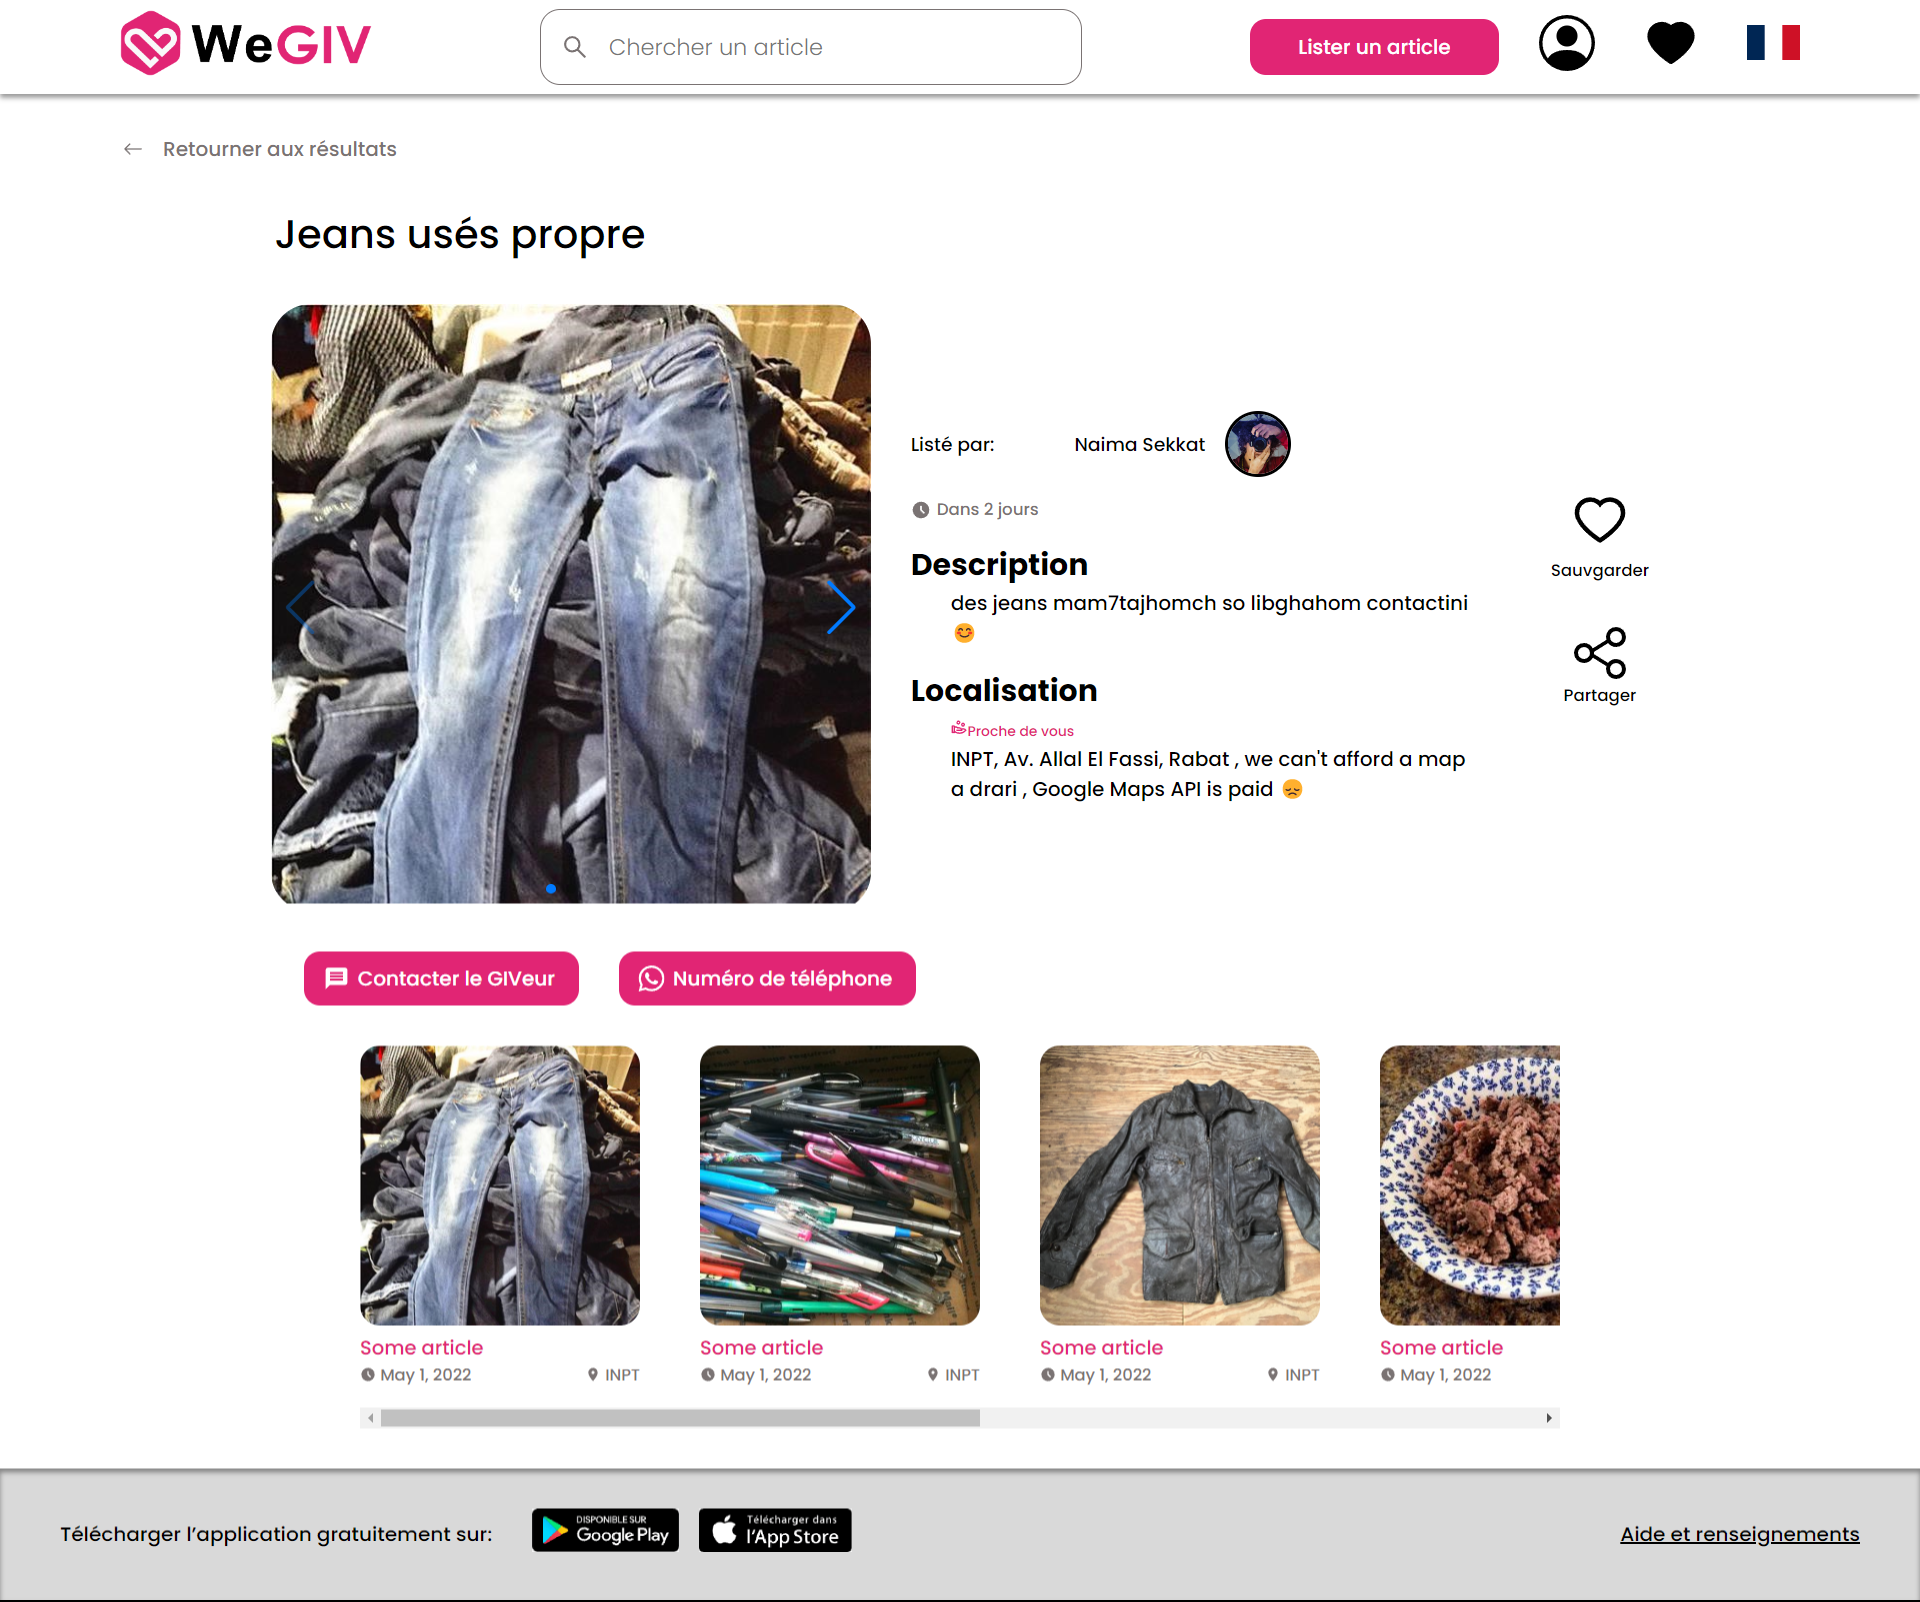 WeGIV
Chercher un article
Lister un article
Retourner aux résultats
Jeans usés propre
Listé par:
Naima Sekkat
Dans 2 jours
Description
des jeans mam7tajhomch so libghahom contactini
😊
Sauvgarder
Localisation
Partager
Proche de vous
INPT, Av. Allal El Fassi, Rabat , we can't afford a map
a drari , Google Maps API is paid 😞
Contacter le GIVeur
Numéro de téléphone
Some article
May 1, 2022
INPT
Some article
May 1, 2022
INPT
Some article
May 1, 2022
INPT
Some article
May 1, 2022
Télécharger l’application gratuitement sur:
DISPONIBLE SUR
Google Play
Télécharger dans
l'App Store
Aide et renseignements